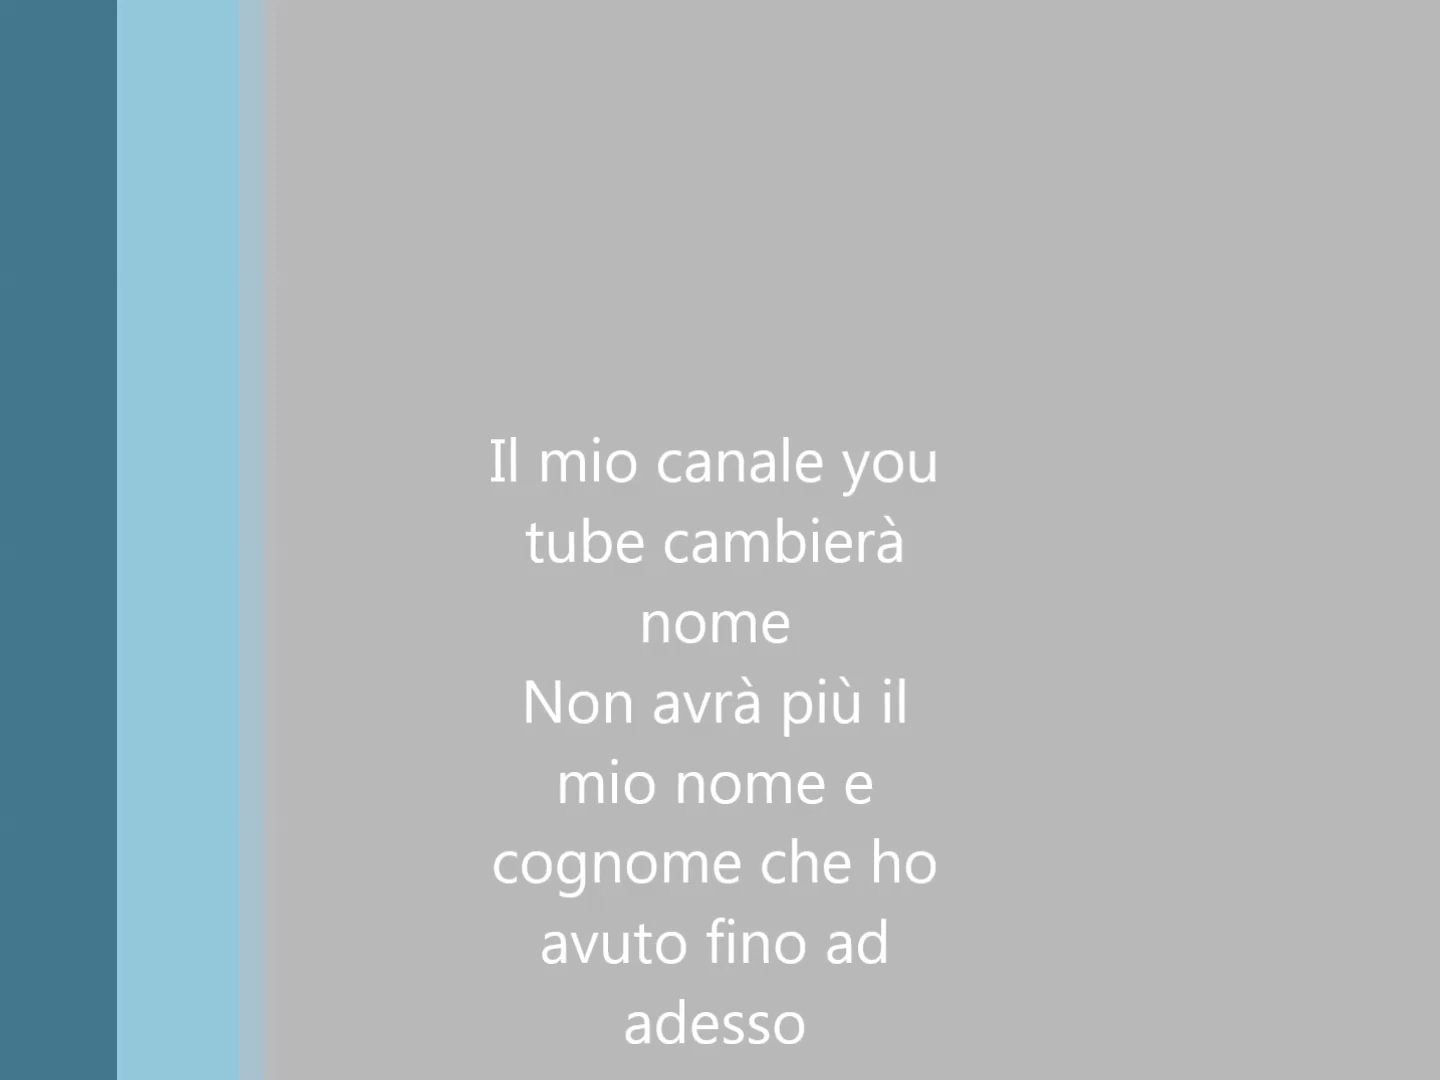 Il mio canale you
tube cambierà
nome
Non avrà più il
mio nome e
cognome che ho
avuto fino ad
adesso